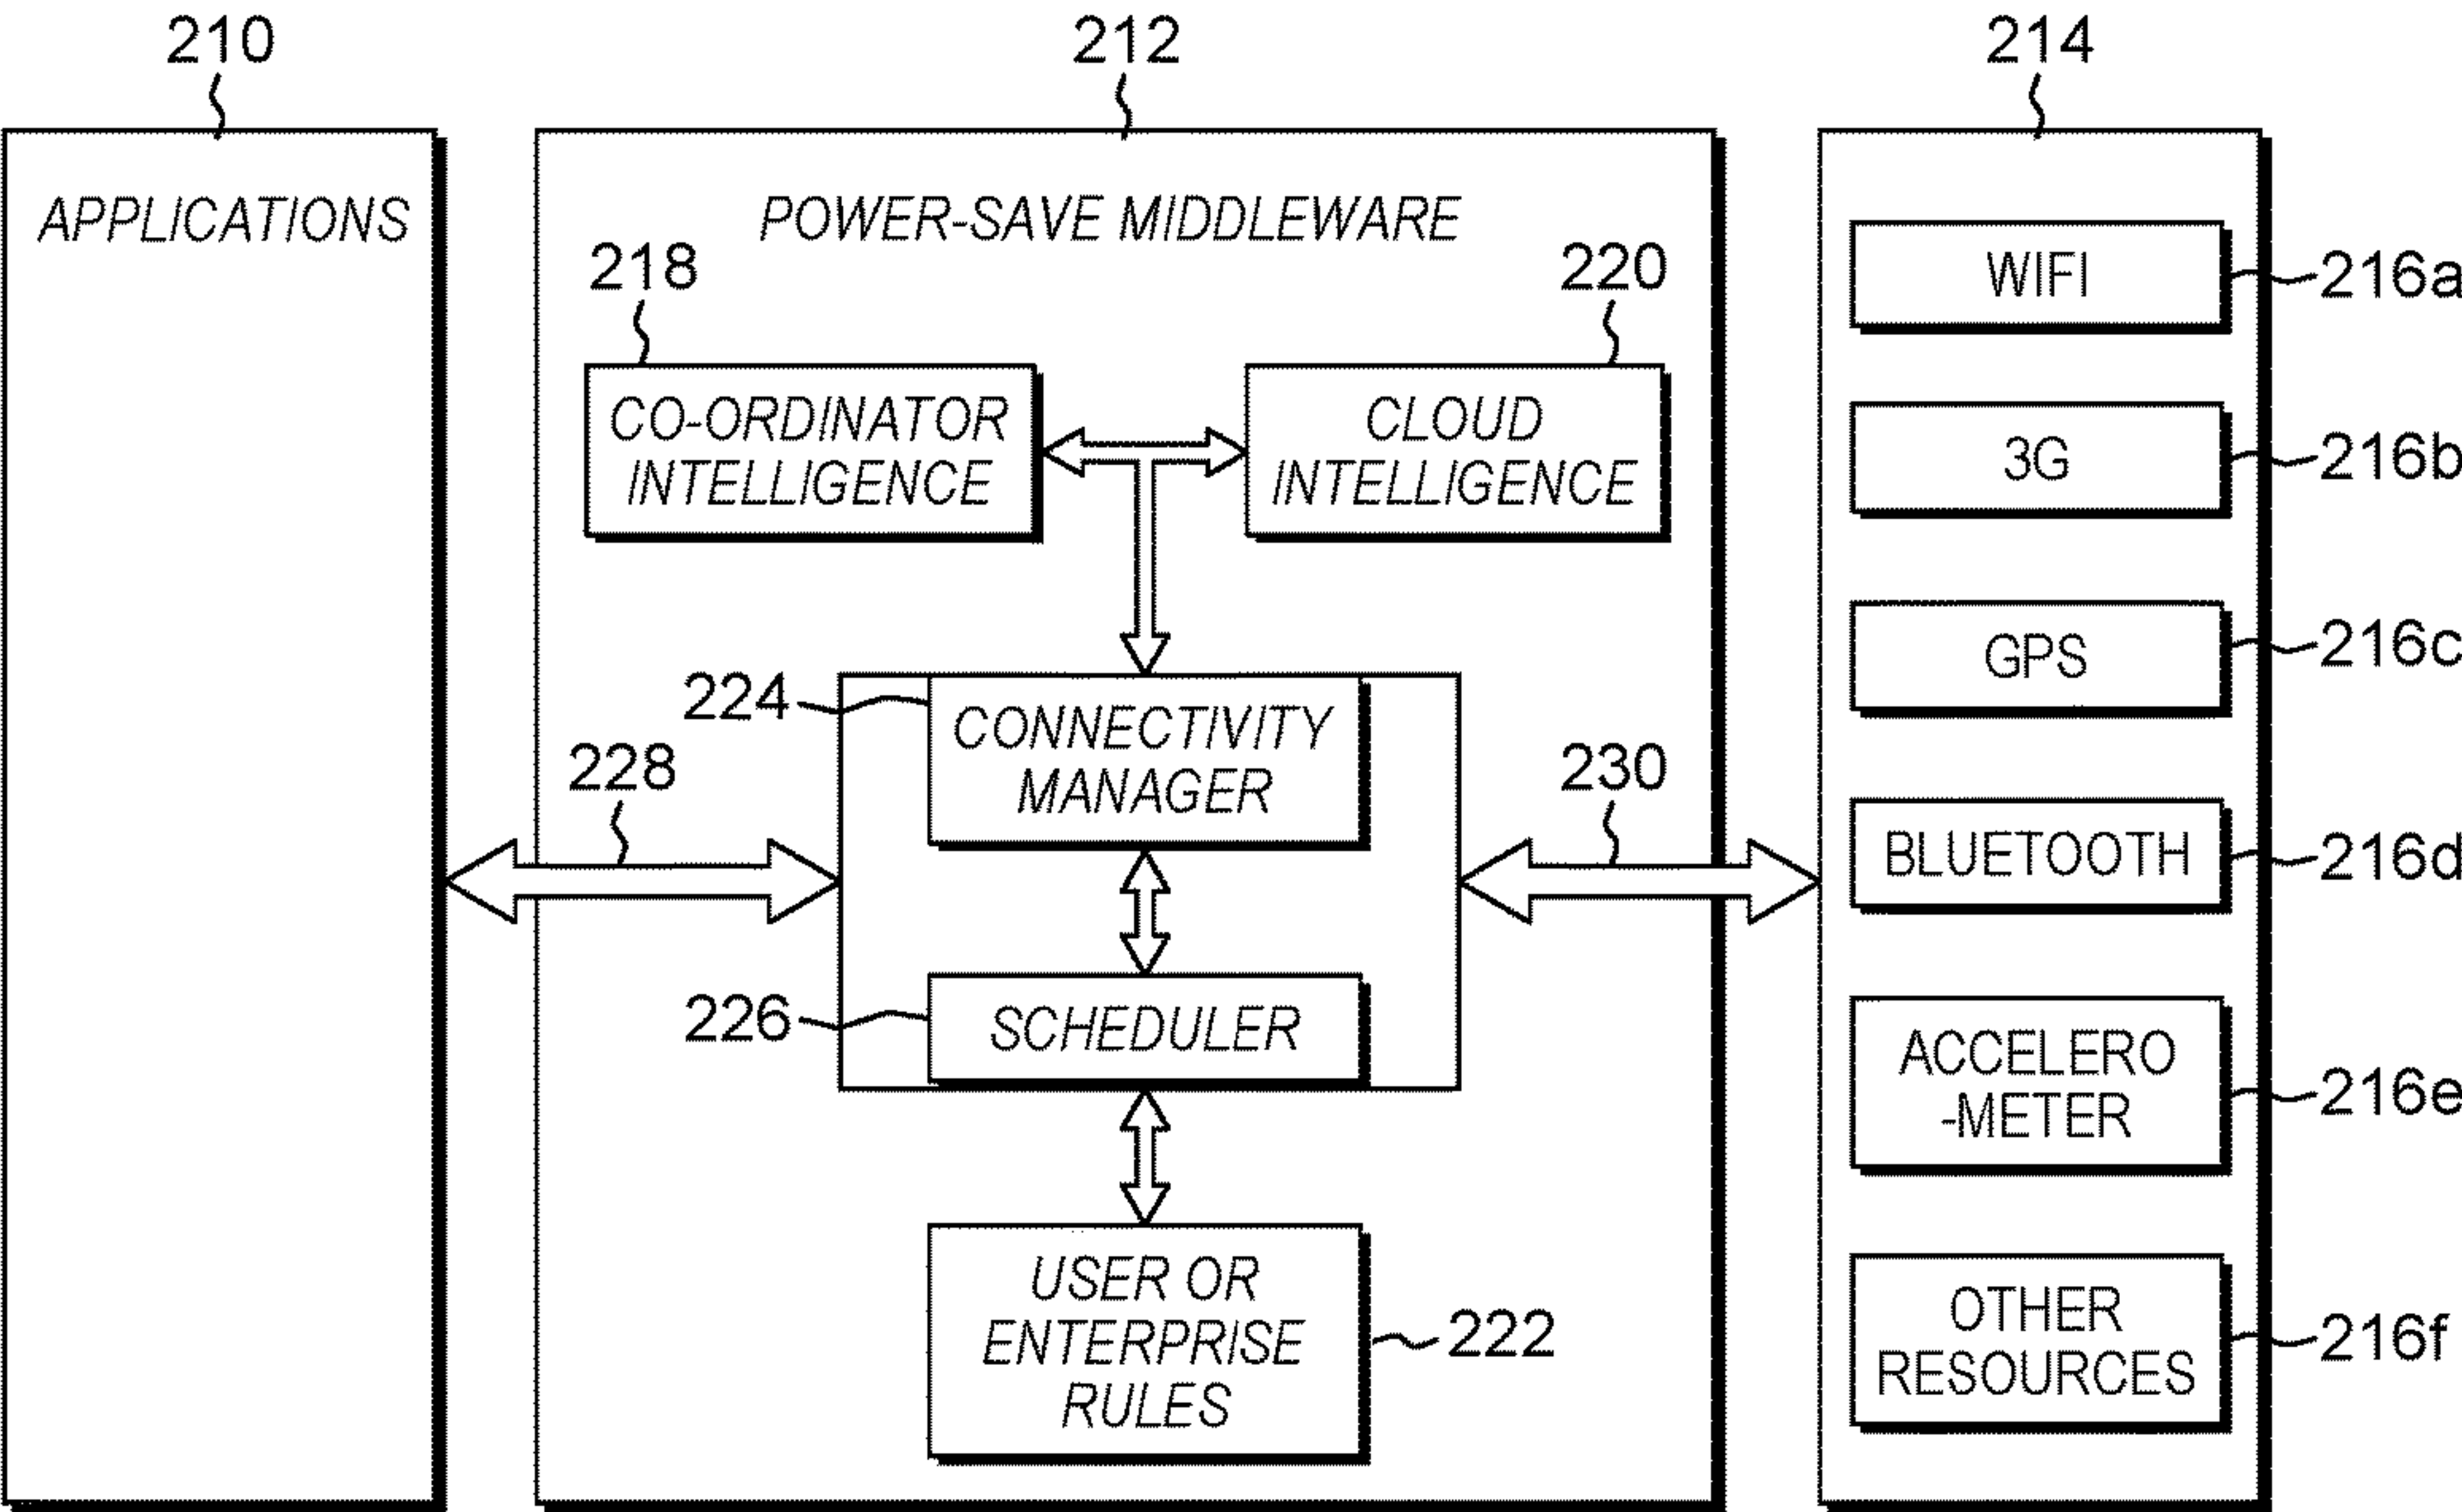 210
212
214
APPLICATIONS
POWER-SAVE MIDDLEWARE
218
220
CO-ORDINATOR
INTELLIGENCE
CLOUD
INTELLIGENCE
224
CONNECTIVITY
MANAGER
228
230
226
SCHEDULER
USER OR
ENTERPRISE
RULES
222
WIFI
216a
3G
216b
GPS
216c
BLUETOOTH
216d
ACCELERO
-METER
216e
OTHER
RESOURCES
216f